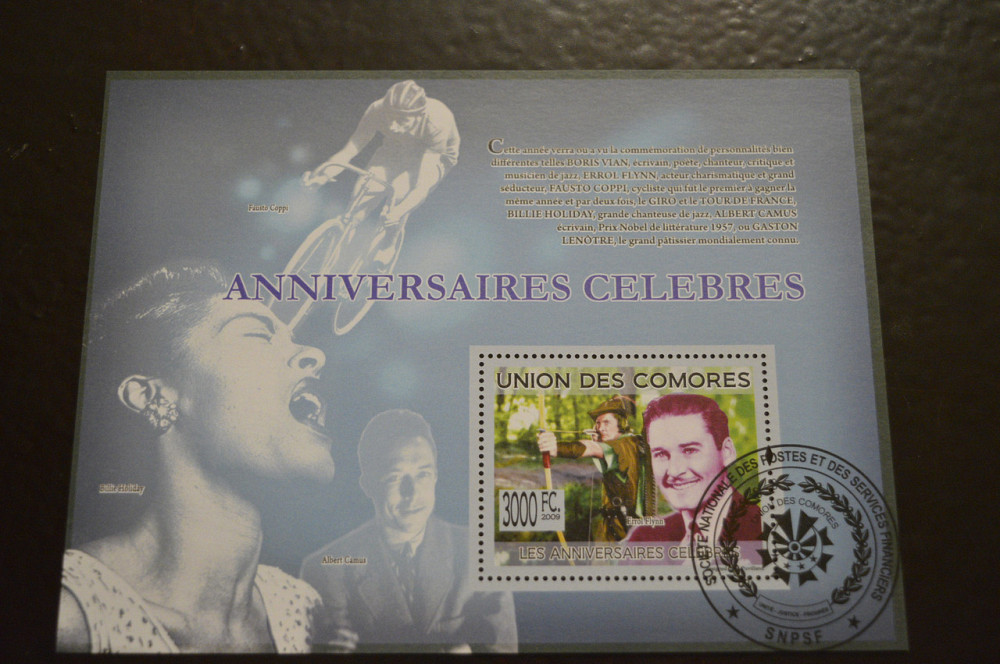 Fausto Coppi
Cette année verra ou a vu la commemoration de personnalités bien
differentes telles BORIS VIAN, ecrivain, poète, chanteur, critique et
musicien de jazz, ERROL FLYNN, acteur charismatique et grand
séducteur, FAUSTO COPPI, cycliste qui fut le premier à gagner la
même année et par deux fois, le GIRO et le TOUR DE FRANCE,
BILLIE HOLIDAY, grande chanteuse de jazz, ALBERT CAMUS
écrivain, Prix Nobel de littérature 1957, ou GASTON
LENOTRE, le grand pâtissier mondialement connu.
ANNIVERSAIRES CELEBRES
Billie Holiday
Albert Camus
UNION DES COMORES
3000 FC.
2009
Errol Flynn
LES ANNIVERSAIRES CELEBRES
SOCIÉTÉ NATIONALE DES POSTES ET DES SERVICES FINANCIERS
UNION DES COMORES
SNPSF